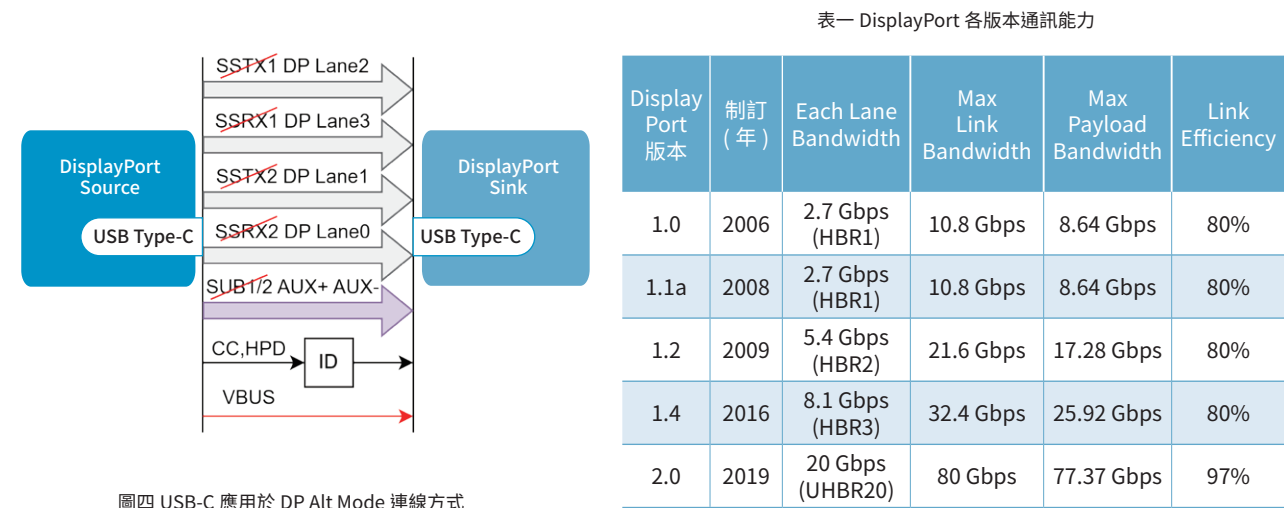 SSTX1 DP Lane2
SSRX1 DP Lane3
SSTX2 DP Lane1
SSRX2 DP Lane0
SUB1/2 AUX+ AUX-
CC,HPD
ID
VBUS
DisplayPort
Source
USB Type-C
DisplayPort
Sink
USB Type-C
圖四 USB-C 應用於 DP Alt Mode 連線方式
表一 DisplayPort 各版本通訊能力
Display Port 版本 制訂 ( 年 ) Each Lane Bandwidth Max Link Bandwidth Max Payload Bandwidth Link Efficiency
1.0 2006 2.7 Gbps (HBR1) 10.8 Gbps 8.64 Gbps 80%
1.1a 2008 2.7 Gbps (HBR1) 10.8 Gbps 8.64 Gbps 80%
1.2 2009 5.4 Gbps (HBR2) 21.6 Gbps 17.28 Gbps 80%
1.4 2016 8.1 Gbps (HBR3) 32.4 Gbps 25.92 Gbps 80%
2.0 2019 20 Gbps (UHBR20) 80 Gbps 77.37 Gbps 97%